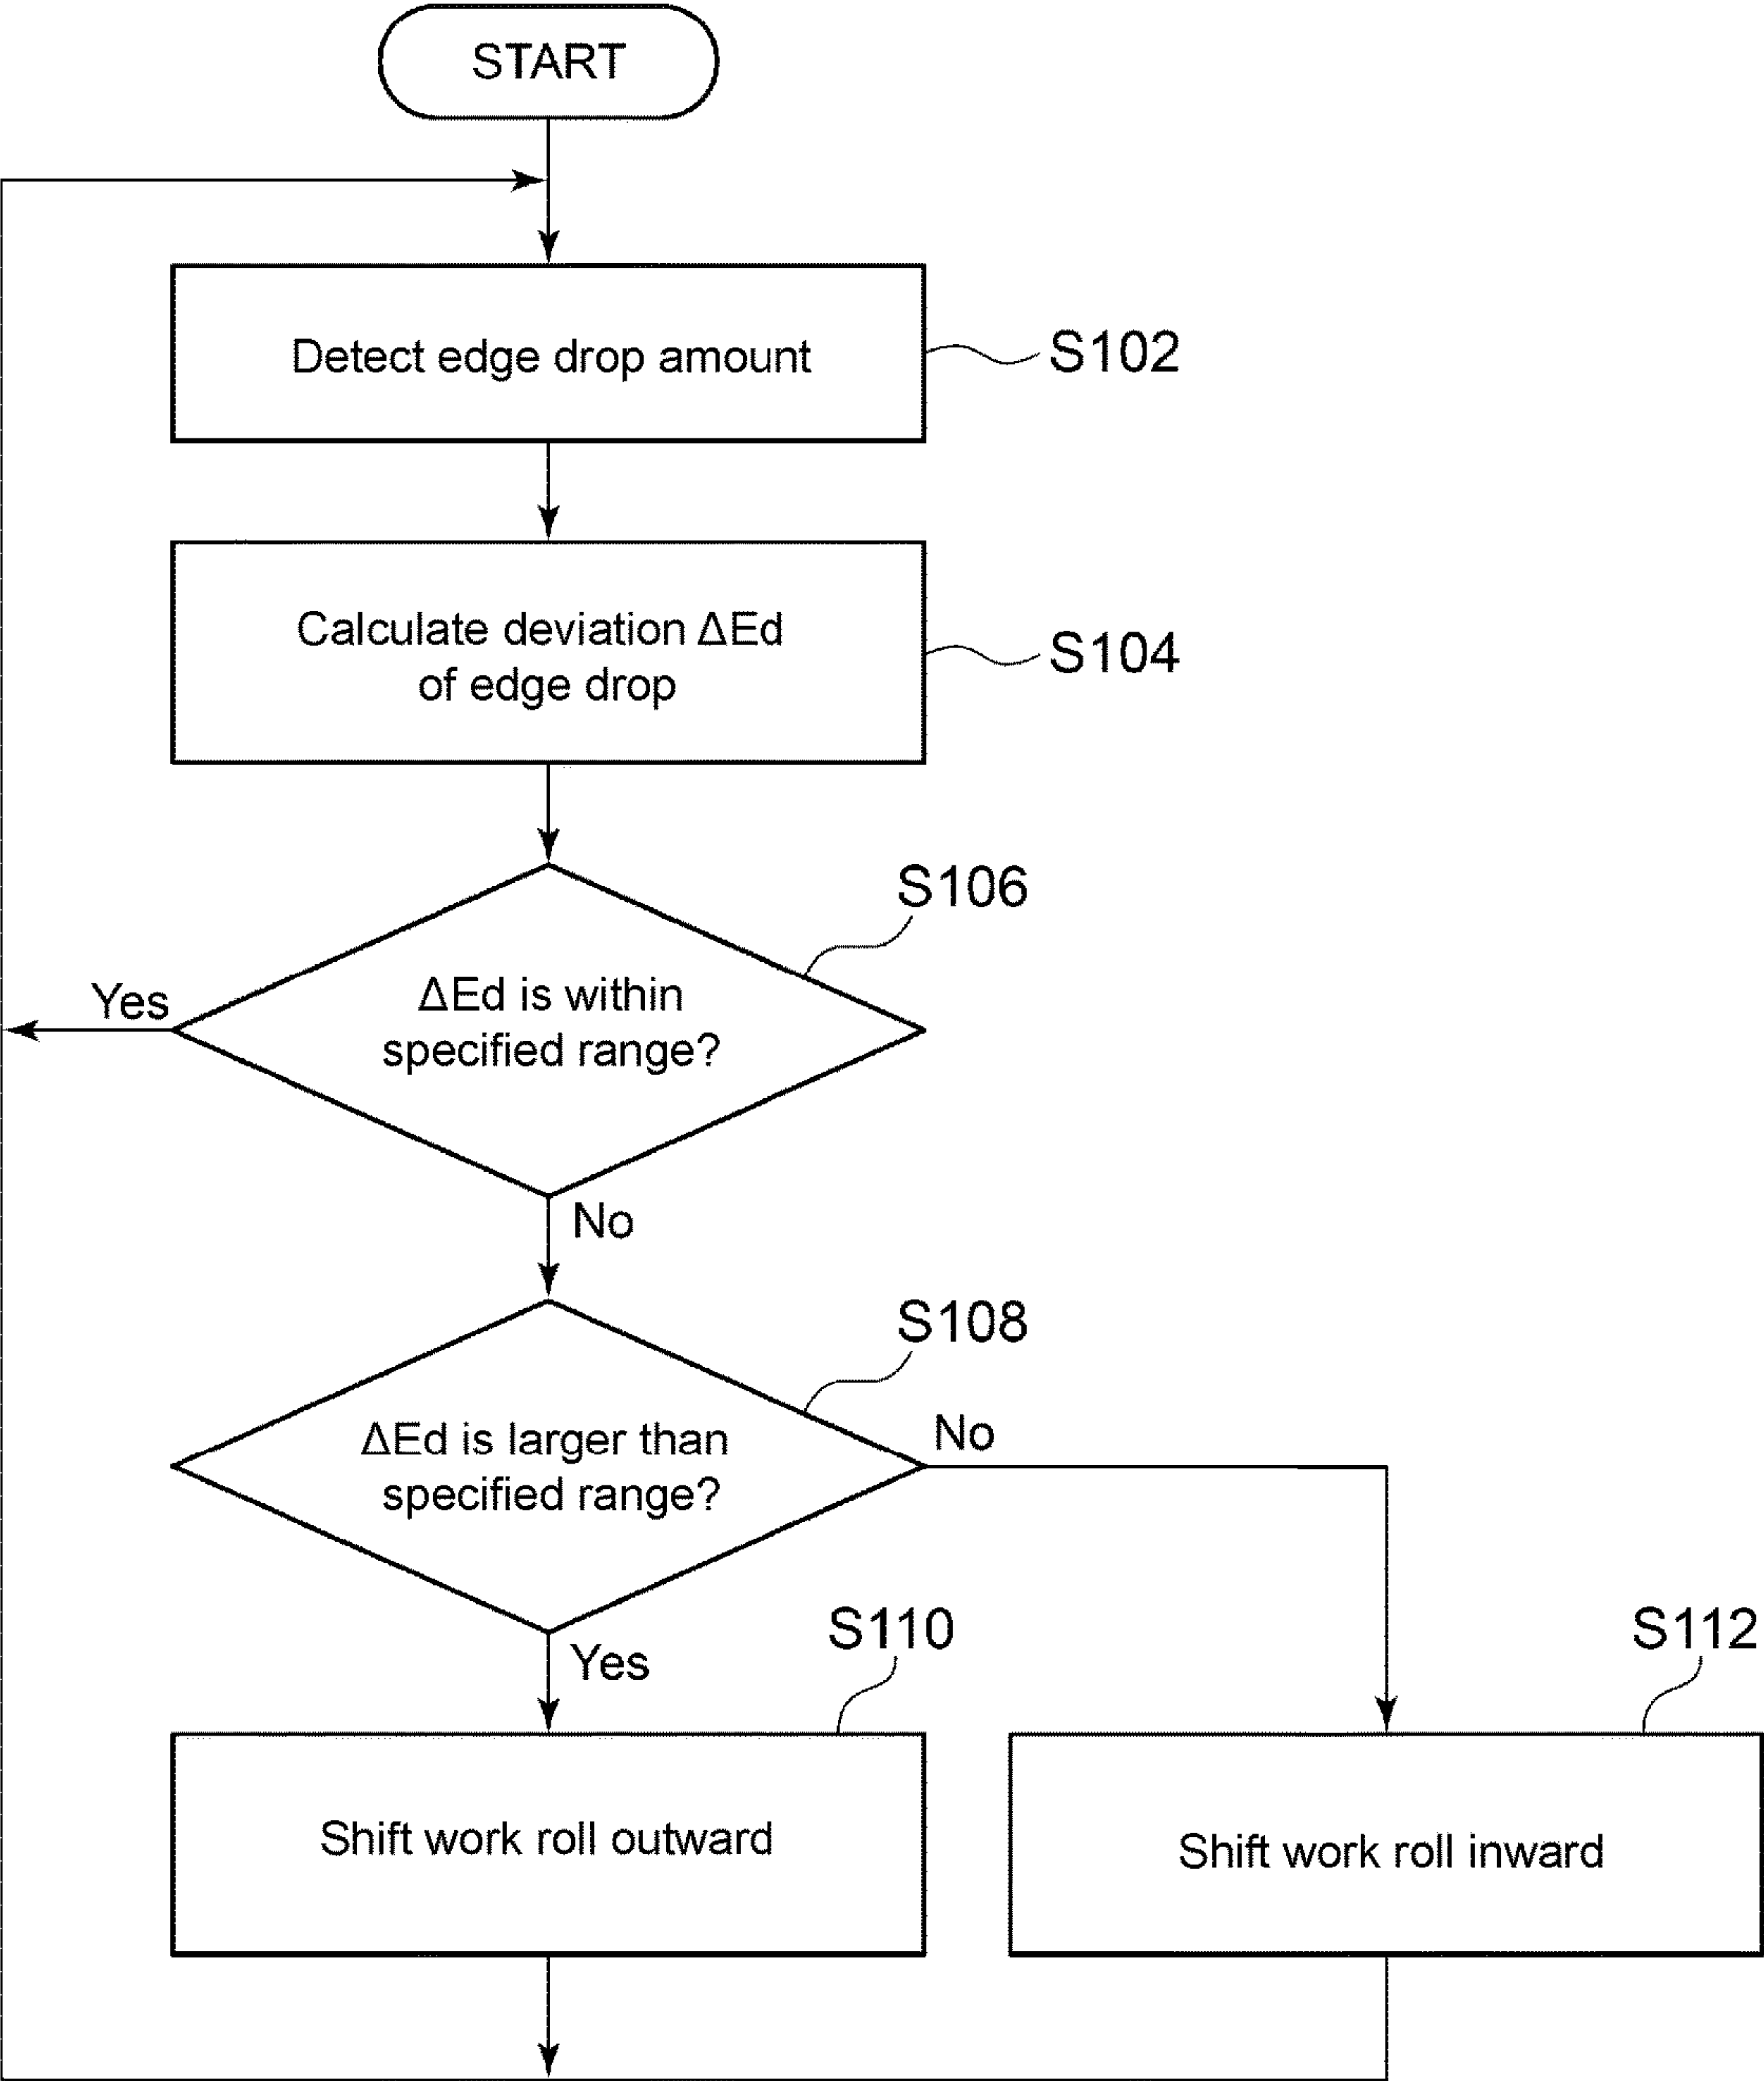 START
Detect edge drop amount
S102
Calculate deviation ΔEd
of edge drop
S104
S106
ΔEd is within
specified range?
Yes
No
S108
ΔEd is larger than
specified range?
No
Yes
S110
S112
Shift work roll outward
Shift work roll inward